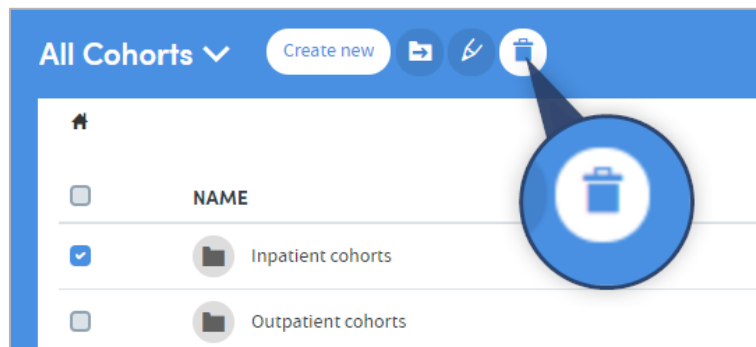 All Cohorts
Create new
NAME
Inpatient cohorts
Outpatient cohorts